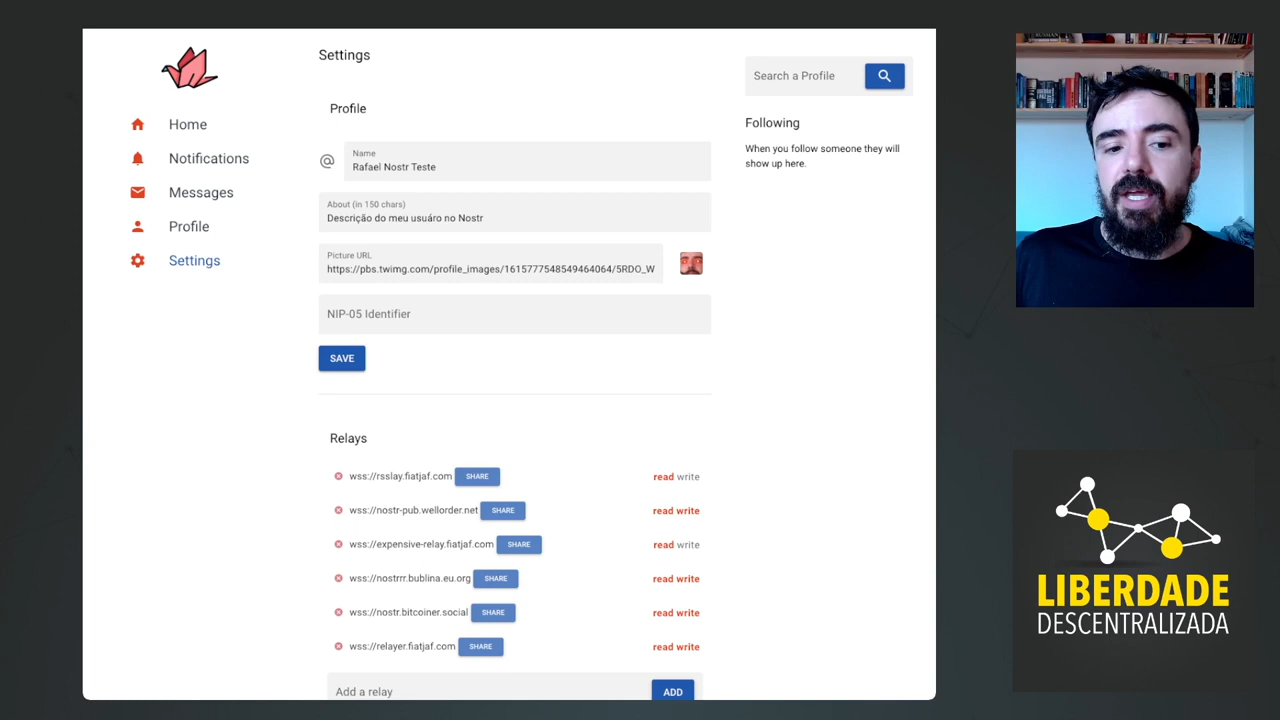 Settings
Search a Profile
Profile
Home
Notifications
Messages
Profile
Settings
Name
Rafael Nostr Teste
About (in 150 chars)
Descrição do meu usuáro no Nostr
Picture URL
https://pbs.twimg.com/profile_images/1615777548549464064/5RDO_W
NIP-05 Identifier
SAVE
Following
When you follow someone they will
show up here.
Relays
wss://rsslay.fiatjaf.com SHARE read write
wss://nostr-pub.wellorder.net SHARE read write
wss://expensive-relay.fiatjaf.com SHARE read write
wss://nostrrr.bublina.eu.org SHARE read write
wss://nostr.bitcoiner.social SHARE read write
wss://relayer.fiatjaf.com SHARE read write
Add a relay ADD
LIBERDADE
DESCENTRALIZADA